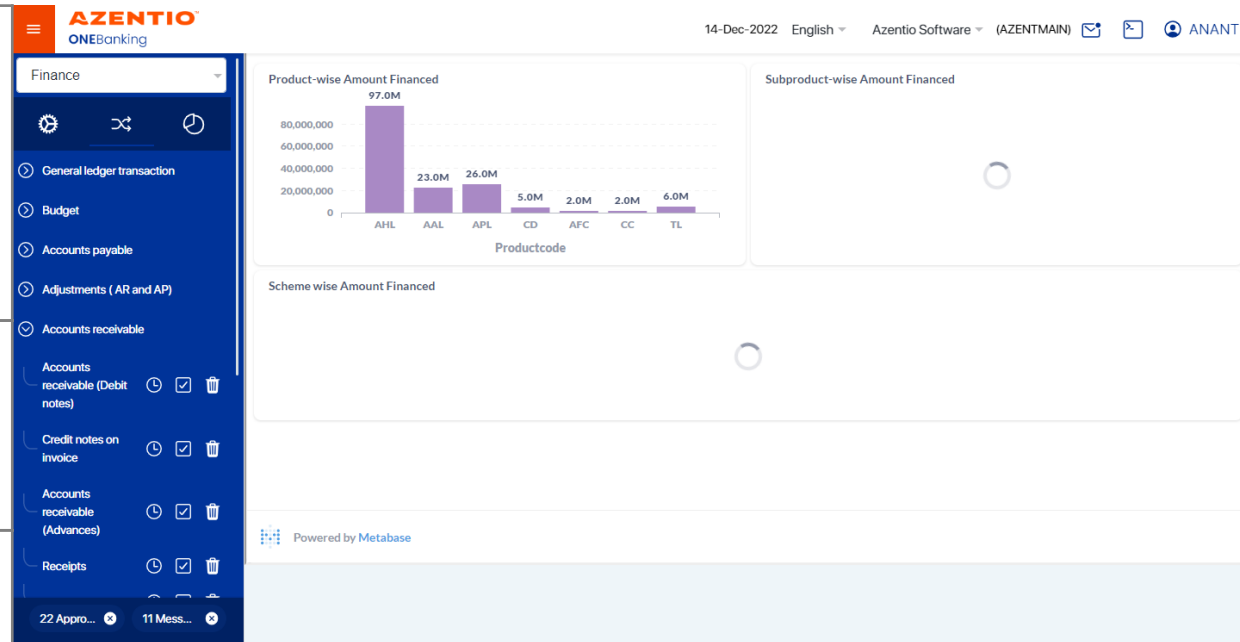 AZENTIO™
ONEBanking
14-Dec-2022 English Azentio Software (AZENTMAIN) ANANT
Finance
General ledger transaction
Budget
Accounts payable
Adjustments ( AR and AP)
Accounts receivable
Accounts
receivable (Debit
notes)
Credit notes on
invoice
Accounts
receivable
(Advances)
Receipts
22 Appro...
11 Mess...
Product-wise Amount Financed
97.0M
80,000,000
60,000,000
40,000,000
20,000,000
0
23.0M
26.0M
5.0M
2.0M
2.0M
6.0M
AHL AAL APL CD AFC CC TL
Productcode
Subproduct-wise Amount Financed
Scheme wise Amount Financed
Powered by Metabase